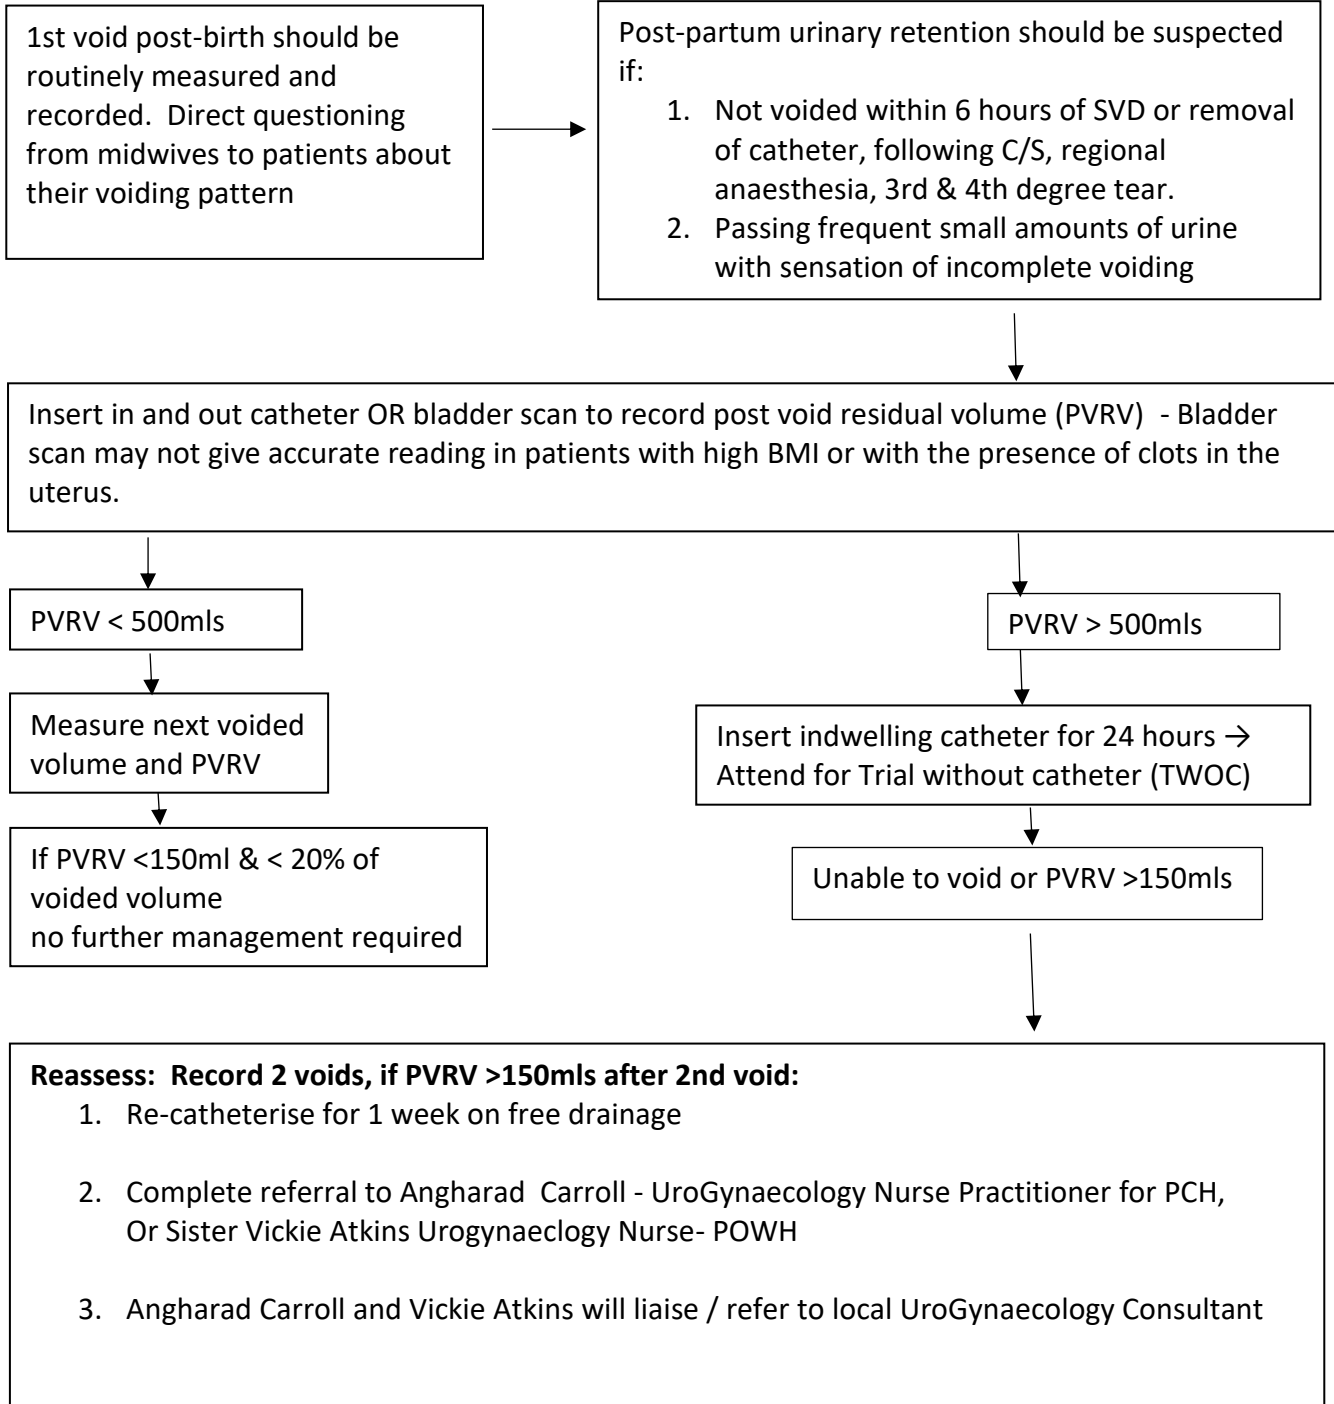 1st void post-birth should be
routinely measured and
recorded.  Direct questioning
from midwives to patients about
their voiding pattern
Post-partum urinary retention should be suspected
if:
1. Not voided within 6 hours of SVD or removal
of catheter, following C/S, regional
anaesthesia, 3rd & 4th degree tear.
2. Passing frequent small amounts of urine
with sensation of incomplete voiding
Insert in and out catheter OR bladder scan to record post void residual volume (PVRV)  - Bladder
scan may not give accurate reading in patients with high BMI or with the presence of clots in the
uterus.
PVRV < 500mls
Measure next voided
volume and PVRV
If PVRV <150ml & < 20% of
voided volume
no further management required
PVRV > 500mls
Insert indwelling catheter for 24 hours →
Attend for Trial without catheter (TWOC)
Unable to void or PVRV >150mls
Reassess:  Record 2 voids, if PVRV >150mls after 2nd void:
1. Re-catheterise for 1 week on free drainage
2. Complete referral to Angharad  Carroll - UroGynaecology Nurse Practitioner for PCH,
Or Sister Vickie Atkins Urogynaeclogy Nurse- POWH
3. Angharad Carroll and Vickie Atkins will liaise / refer to local UroGynaecology Consultant